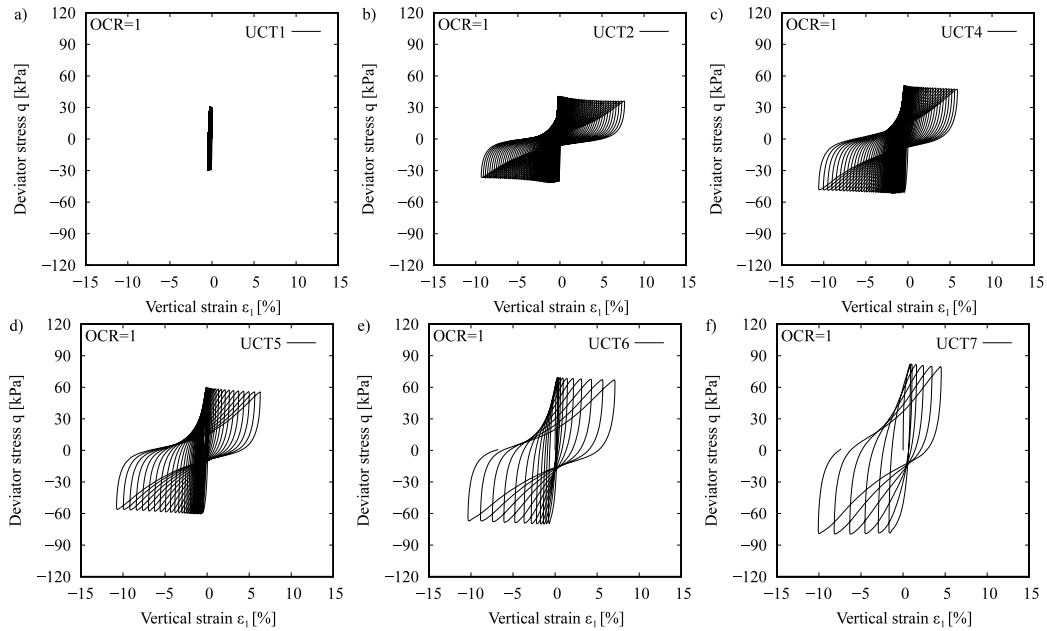 a)
OCR=1
UCT1
Deviator stress q [kPa]
120
90
60
30
0
−30
−60
−90
−120
−15 −10 −5 0 5 10 15
Vertical strain ε₁ [%]
b)
OCR=1
UCT2
Deviator stress q [kPa]
120
90
60
30
0
−30
−60
−90
−120
−15 −10 −5 0 5 10 15
Vertical strain ε₁ [%]
c)
OCR=1
UCT4
Deviator stress q [kPa]
120
90
60
30
0
−30
−60
−90
−120
−15 −10 −5 0 5 10 15
Vertical strain ε₁ [%]
d)
OCR=1
UCT5
Deviator stress q [kPa]
120
90
60
30
0
−30
−60
−90
−120
−15 −10 −5 0 5 10 15
Vertical strain ε₁ [%]
e)
OCR=1
UCT6
Deviator stress q [kPa]
120
90
60
30
0
−30
−60
−90
−120
−15 −10 −5 0 5 10 15
Vertical strain ε₁ [%]
f)
OCR=1
UCT7
Deviator stress q [kPa]
120
90
60
30
0
−30
−60
−90
−120
−15 −10 −5 0 5 10 15
Vertical strain ε₁ [%]